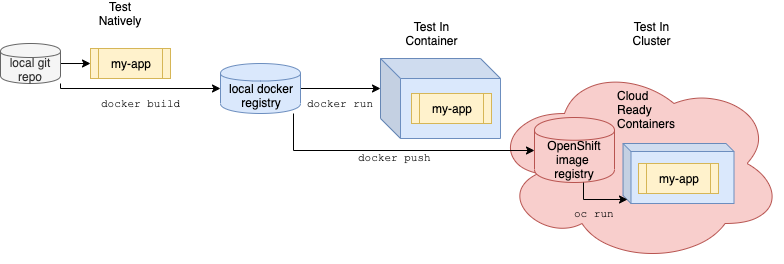 Test
Natively
local git
repo
my-app
docker build
local docker
registry
Test In
Container
docker run
my-app
docker push
Test In
Cluster
Cloud
Ready
Containers
OpenShift
image
registry
my-app
oc run